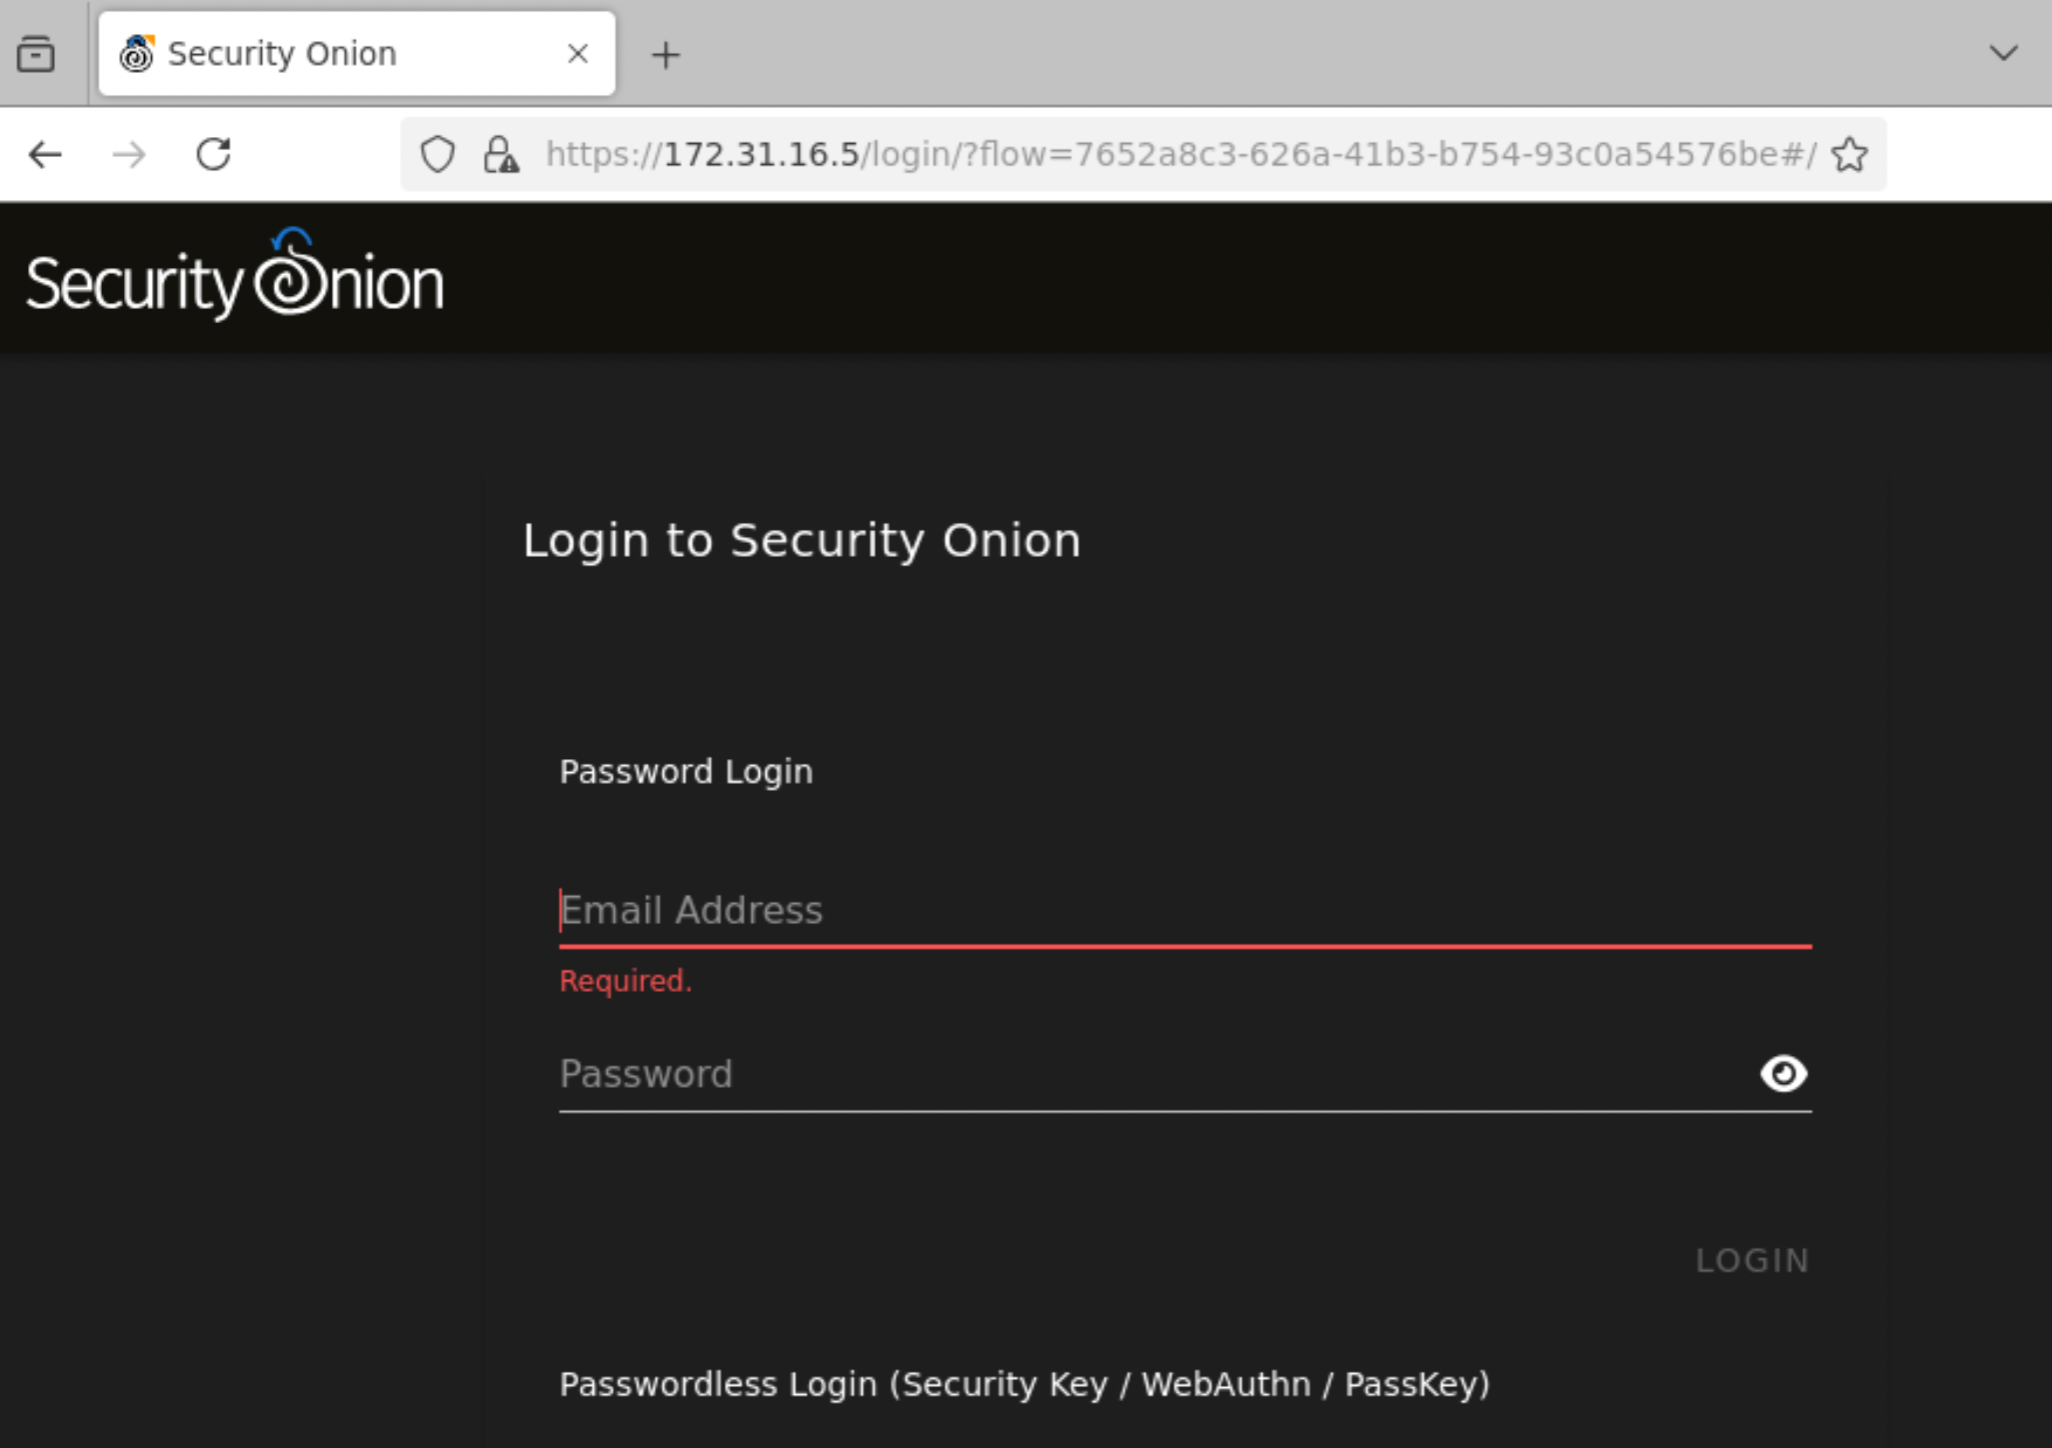 Security Onion
https://172.31.16.5/login/?flow=7652a8c3-626a-41b3-b754-93c0a54576be#/
Security Onion
Login to Security Onion
Password Login
Email Address
Required.
Password
LOGIN
Passwordless Login (Security Key / WebAuthn / PassKey)